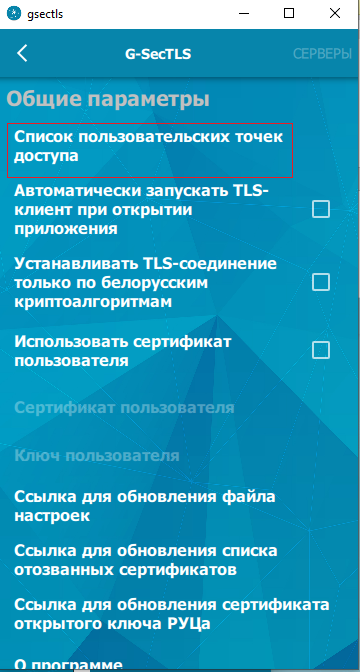 gsectls
G-SecTLS
СЕРВЕРЫ
Общие параметры
Список пользовательских точек
доступа
Автоматически запускать TLS-
клиент при открытии
приложения
Устанавливать TLS-соединение
только по белорусским
криптоалгоритмам
Использовать сертификат
пользователя
Сертификат пользователя
Ключ пользователя
Ссылка для обновления файла
настроек
Ссылка для обновления списка
отозванных сертификатов
Ссылка для обновления сертификата
открытого ключа РУЦа
О программе